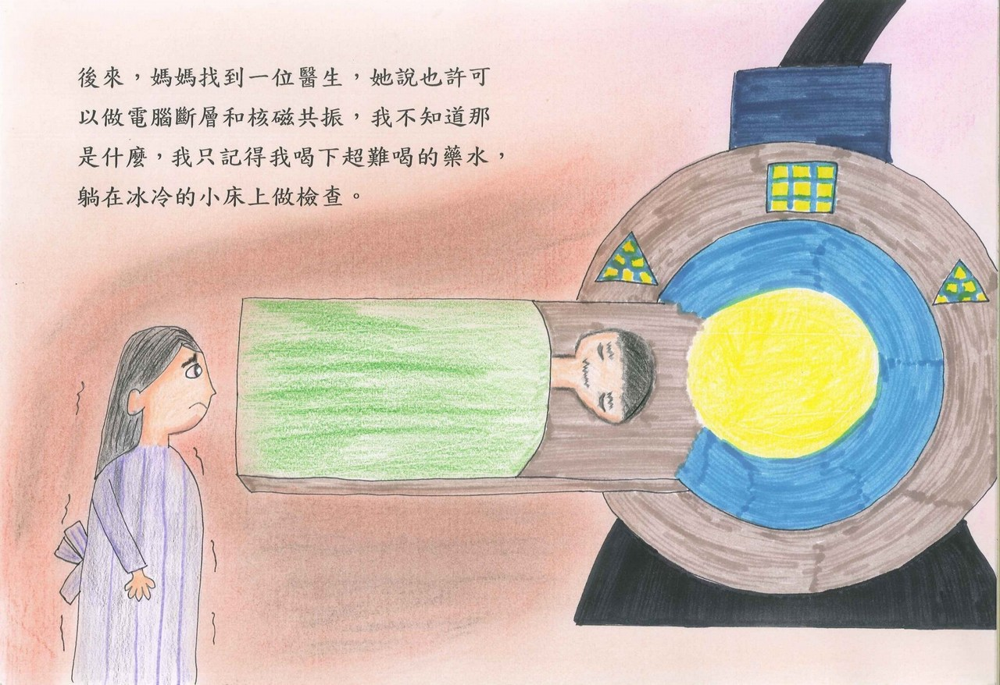 後來，媽媽找到一位醫生，她說也許可
以做電腦斷層和核磁共振，我不知道那
是什麼，我只記得我喝下超難喝的藥水，
躺在冰冷的小床上做檢查。